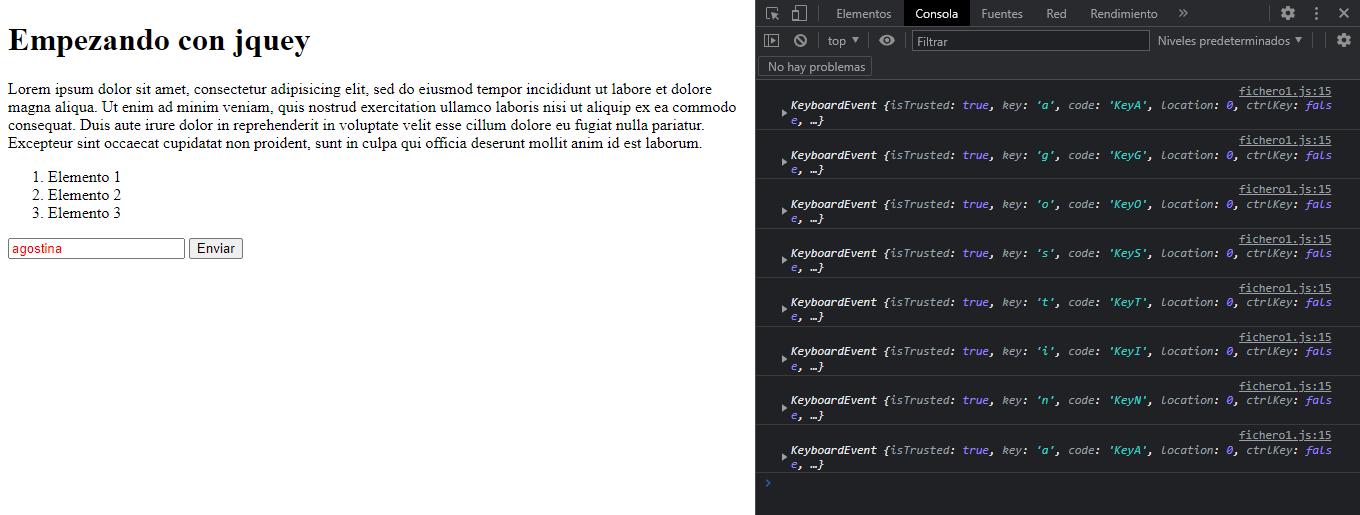 Empezando con jquey
Lorem ipsum dolor sit amet, consectetur adipisicing elit, sed do eiusmod tempor incididunt ut labore et dolore
magna aliqua. Ut enim ad minim veniam, quis nostrud exercitation ullamco laboris nisi ut aliquip ex ea commodo
consequat. Duis aute irure dolor in reprehenderit in voluptate velit esse cillum dolore eu fugiat nulla pariatur.
Excepteur sint occaecat cupidatat non proident, sunt in culpa qui officia deserunt mollit anim id est laborum.
1. Elemento 1
2. Elemento 2
3. Elemento 3
agostina Enviar
Elementos Consola Fuentes Red Rendimiento »
top Filtrar Niveles predeterminados
No hay problemas
fichero1.js:15
KeyboardEvent {isTrusted: true, key: 'a', code: 'KeyA', location: 0, ctrlKey: fals
e, …}
fichero1.js:15
KeyboardEvent {isTrusted: true, key: 'g', code: 'KeyG', location: 0, ctrlKey: fals
e, …}
fichero1.js:15
KeyboardEvent {isTrusted: true, key: 'o', code: 'KeyO', location: 0, ctrlKey: fals
e, …}
fichero1.js:15
KeyboardEvent {isTrusted: true, key: 's', code: 'KeyS', location: 0, ctrlKey: fals
e, …}
fichero1.js:15
KeyboardEvent {isTrusted: true, key: 't', code: 'KeyT', location: 0, ctrlKey: fals
e, …}
fichero1.js:15
KeyboardEvent {isTrusted: true, key: 'i', code: 'KeyI', location: 0, ctrlKey: fals
e, …}
fichero1.js:15
KeyboardEvent {isTrusted: true, key: 'n', code: 'KeyN', location: 0, ctrlKey: fals
e, …}
fichero1.js:15
KeyboardEvent {isTrusted: true, key: 'a', code: 'KeyA', location: 0, ctrlKey: fals
e, …}